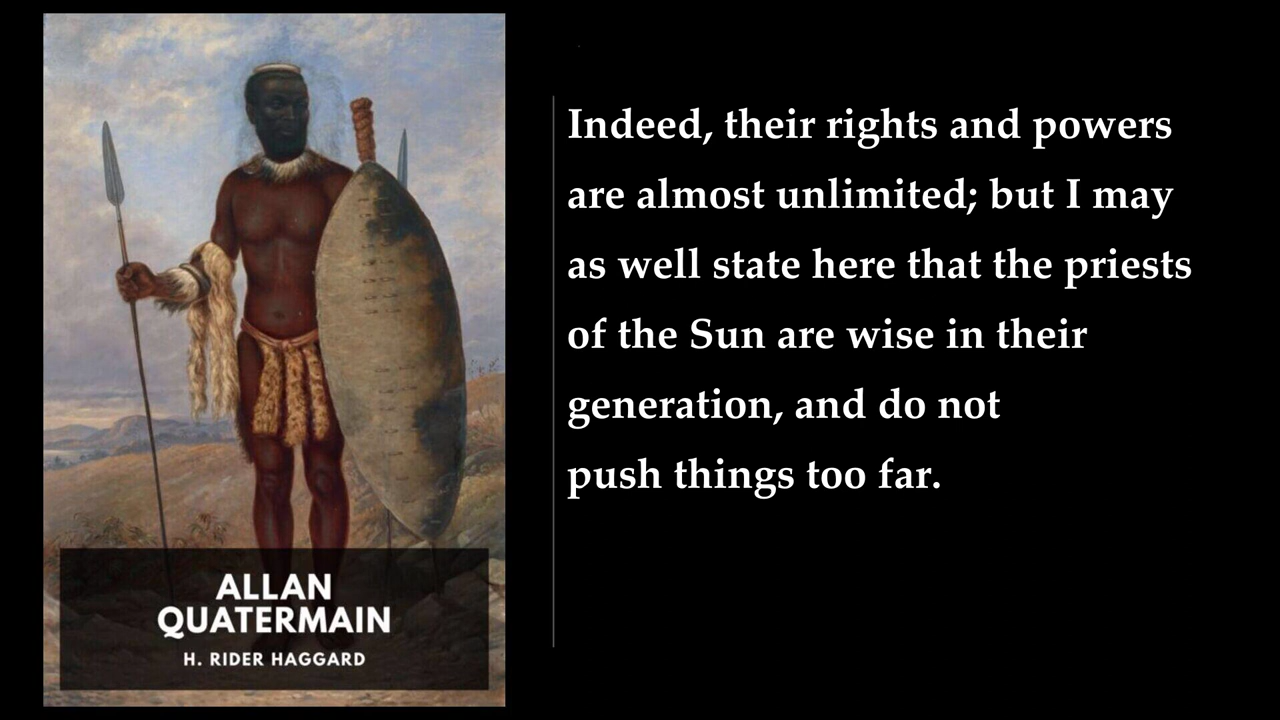 ALLAN
QUATERMAIN
H. RIDER HAGGARD
Indeed, their rights and powers
are almost unlimited; but I may
as well state here that the priests
of the Sun are wise in their
generation, and do not
push things too far.